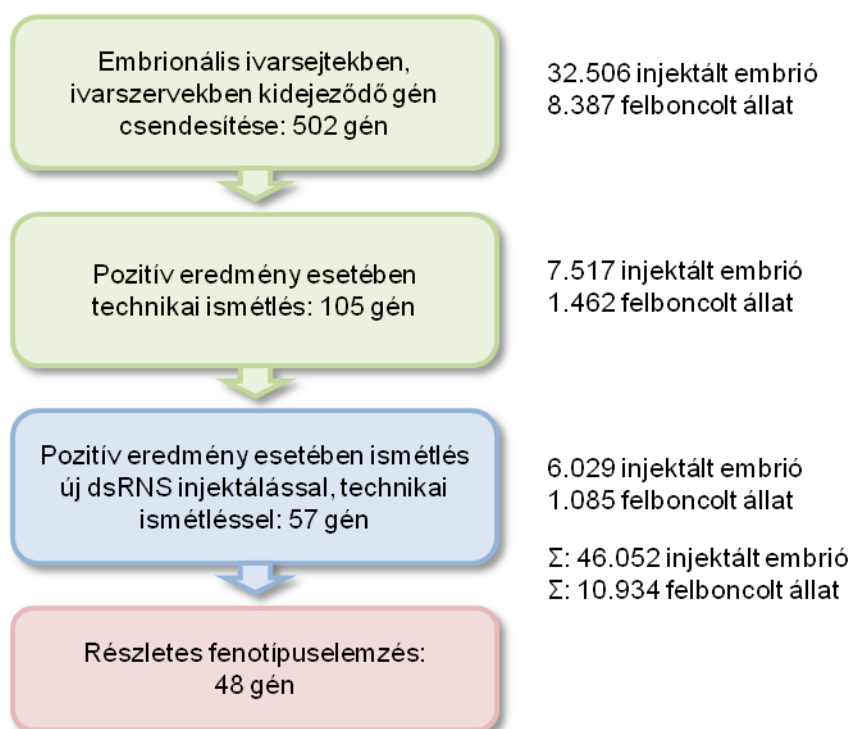 Embrionális ivarsejtekben,
ivarszervekben kidejeződő gén
csendesítése: 502 gén
32.506 injektált embrió
8.387 felboncolt állat
Pozitív eredmény esetében
technikai ismétlés: 105 gén
7.517 injektált embrió
1.462 felboncolt állat
Pozitív eredmény esetében ismétlés
új dsRNS injektálással, technikai
ismétléssel: 57 gén
6.029 injektált embrió
1.085 felboncolt állat
Σ: 46.052 injektált embrió
Σ: 10.934 felboncolt állat
Részletes fenotípuselemzés:
48 gén